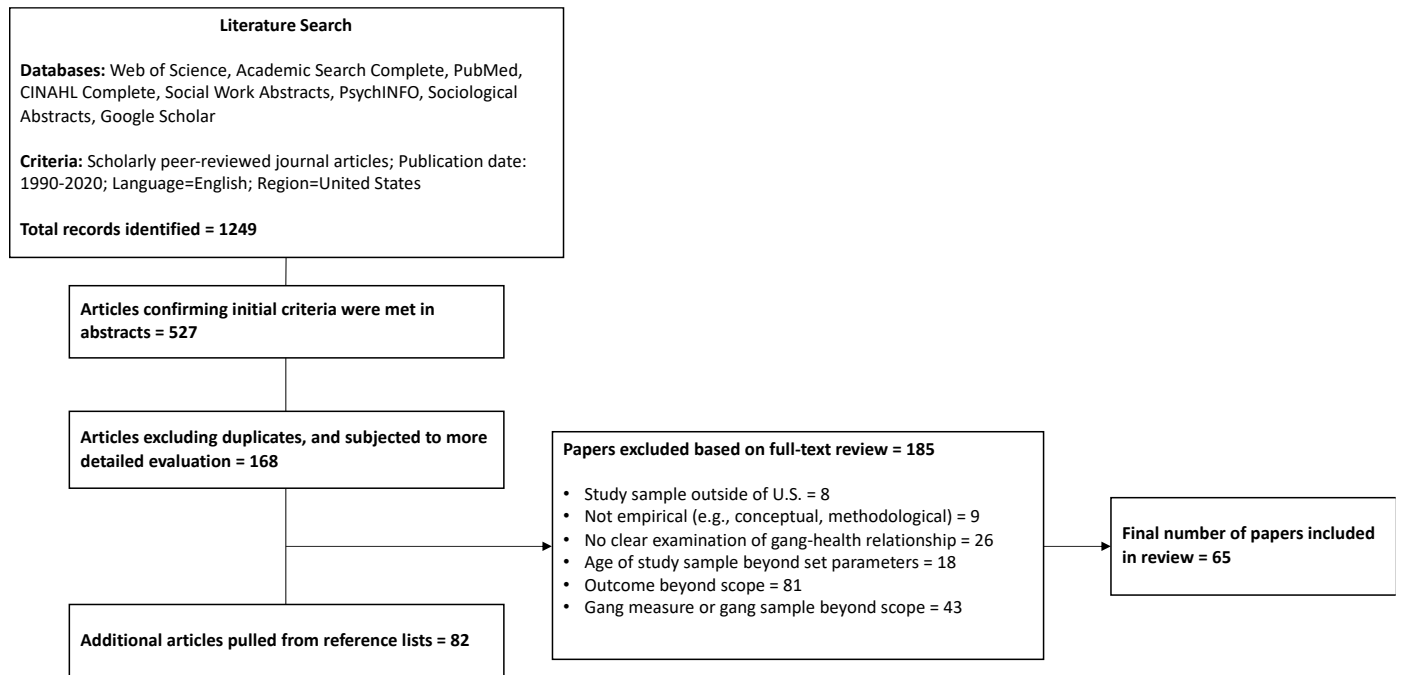 Literature Search
Databases: Web of Science, Academic Search Complete, PubMed,
CINAHL Complete, Social Work Abstracts, PsychINFO, Sociological
Abstracts, Google Scholar
Criteria: Scholarly peer-reviewed journal articles; Publication date:
1990-2020; Language=English; Region=United States
Total records identified = 1249
Articles confirming initial criteria were met in
abstracts = 527
Articles excluding duplicates, and subjected to more
detailed evaluation = 168
Papers excluded based on full-text review = 185
• Study sample outside of U.S. = 8
• Not empirical (e.g., conceptual, methodological) = 9
• No clear examination of gang-health relationship = 26
• Age of study sample beyond set parameters = 18
• Outcome beyond scope = 81
• Gang measure or gang sample beyond scope = 43
Final number of papers included
in review = 65
Additional articles pulled from reference lists = 82